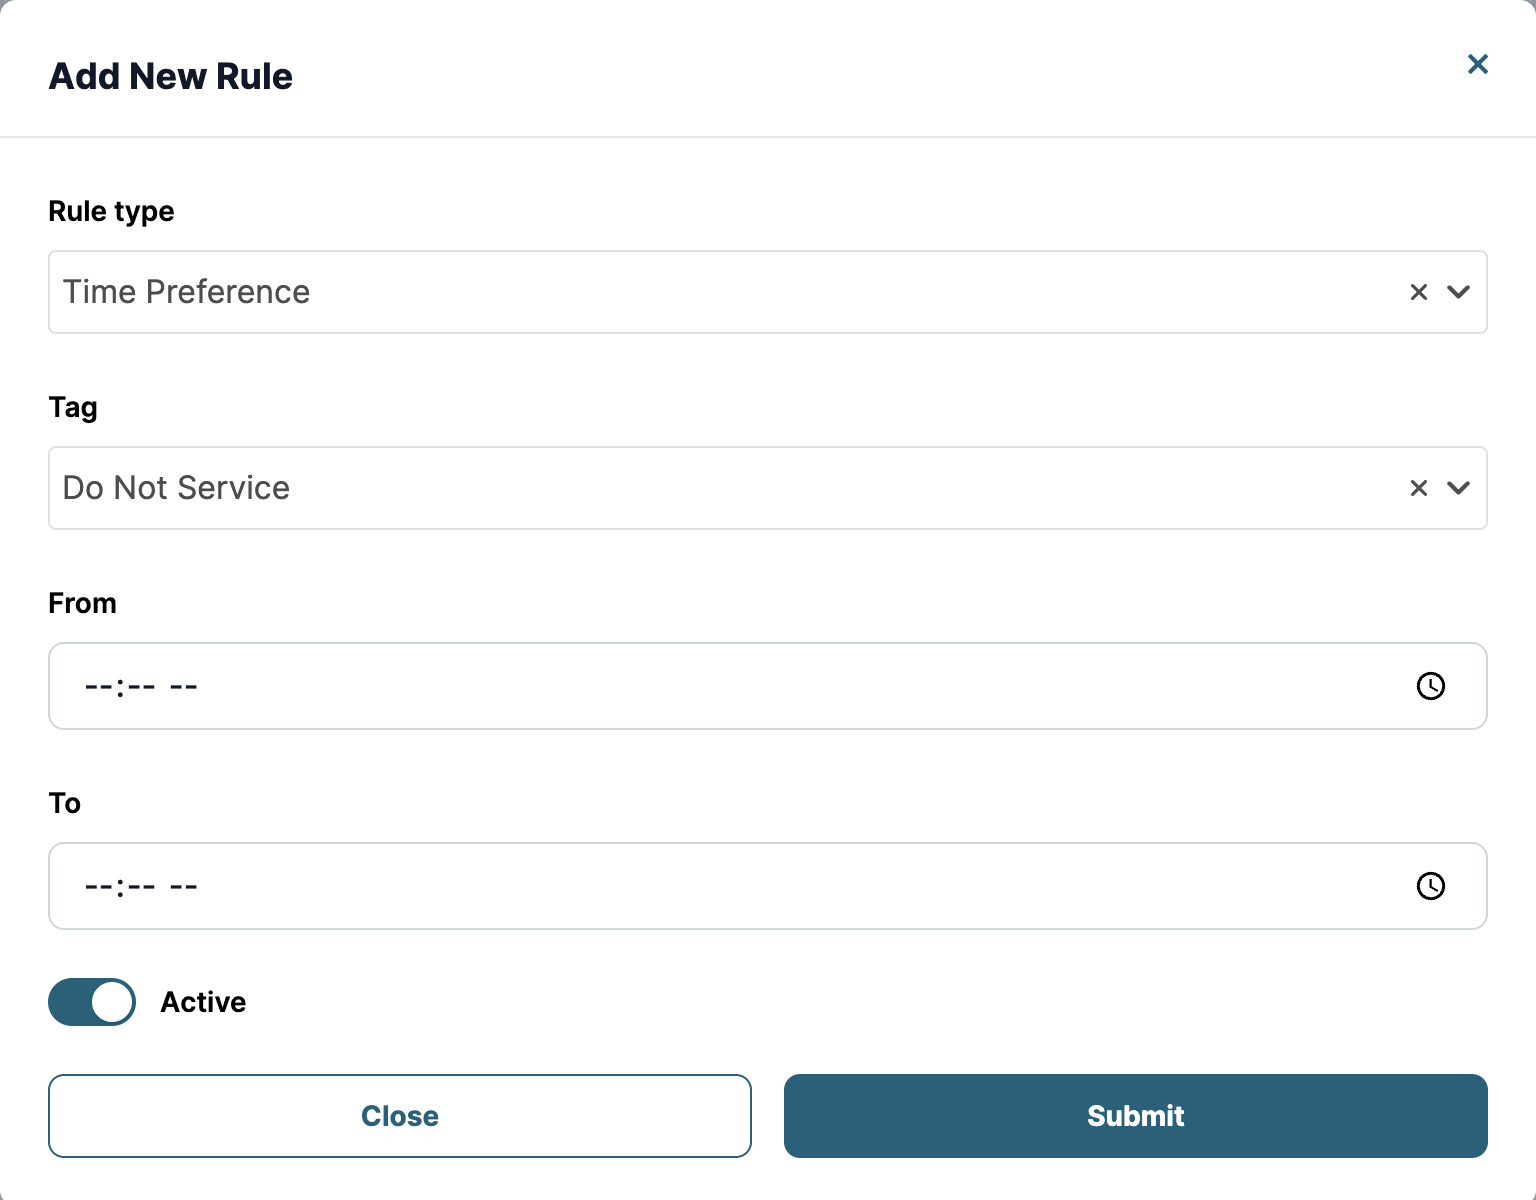 Add New Rule
Rule type
Time Preference
Tag
Do Not Service
From
--:-- --
To
--:-- --
Active
Close
Submit